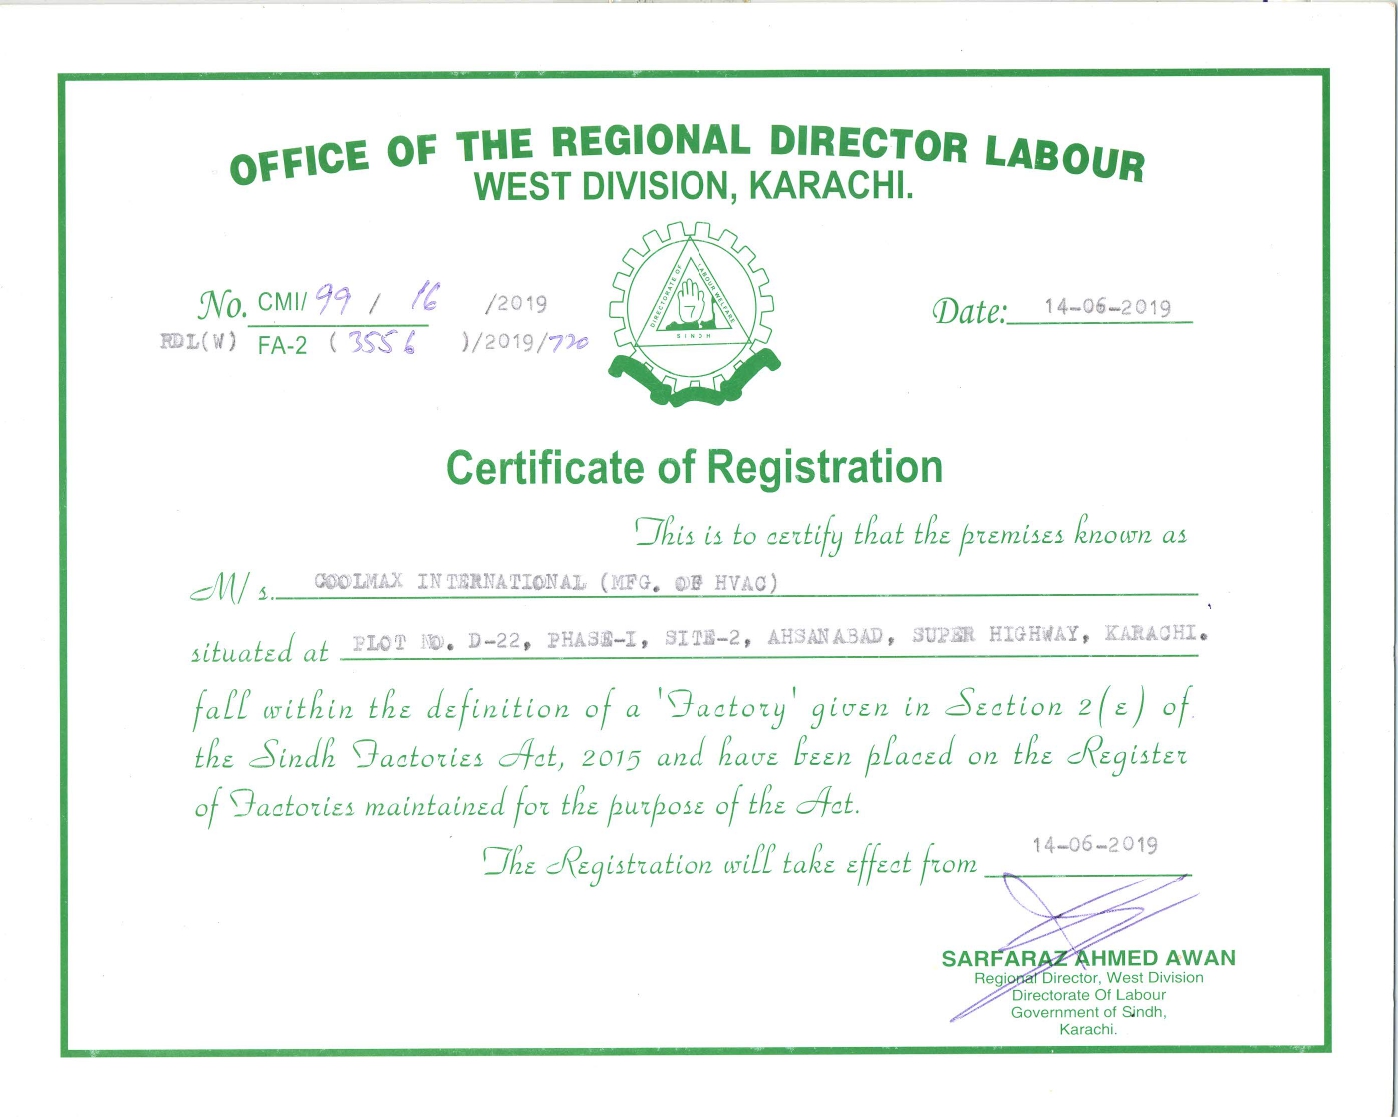 OFFICE OF THE REGIONAL DIRECTOR LABOUR
WEST DIVISION, KARACHI.
DIRECTORATE OF LABOUR WELFARE
SINDH
No. CMI/ 99 / 16 /2019
RDL(W) FA-2 ( 3556 )/2019/720
Date: 14-06-2019
Certificate of Registration
This is to certify that the premises known as
M/s. COOLMAX INTERNATIONAL (MFG. OF HVAC)
situated at PLOT NO. D-22, PHASE-I, SITE-2, AHSANABAD, SUPER HIGHWAY, KARACHI.
fall within the definition of a 'Factory' given in Section 2(e) of
the Sindh Factories Act, 2015 and have been placed on the Register
of Factories maintained for the purpose of the Act.
The Registration will take effect from 14-06-2019
SARFARAZ AHMED AWAN
Regional Director, West Division
Directorate Of Labour
Government of Sindh,
Karachi.